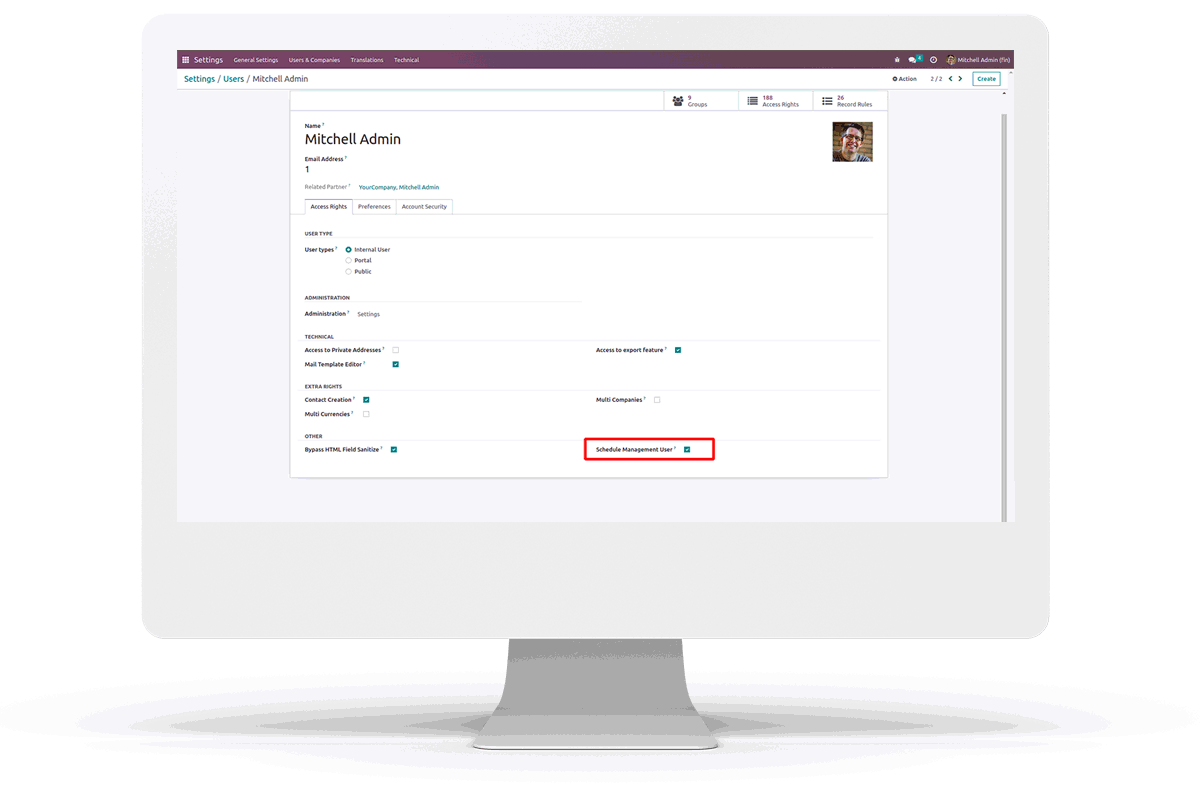 Settings General Settings Users & Companies Translations Technical 4 Mitchell Admin (fin)
Settings / Users / Mitchell Admin Action 2 / 2 Create
9 Groups 188 Access Rights 26 Record Rules
Name ?
Mitchell Admin
Email Address ?
1
Related Partner ? YourCompany, Mitchell Admin
Access Rights Preferences Account Security
USER TYPE
User types ? Internal User
Portal
Public
ADMINISTRATION
Administration ? Settings
TECHNICAL
Access to Private Addresses ? Access to export feature ?
Mail Template Editor ?
EXTRA RIGHTS
Contact Creation ? Multi Companies ?
Multi Currencies ?
OTHER
Bypass HTML Field Sanitize ? Schedule Management User ?